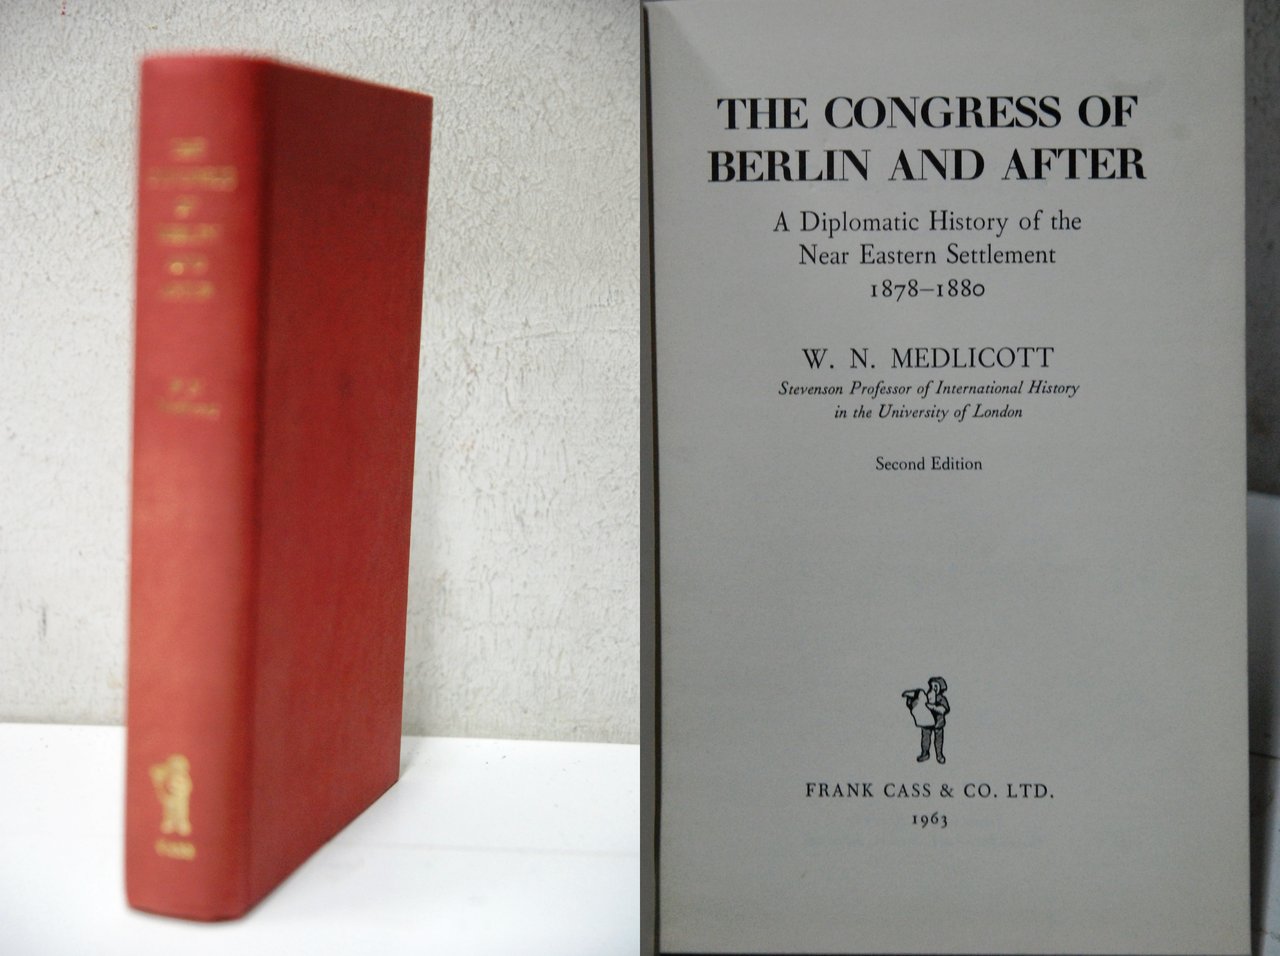 THE CONGRESS OF
BERLIN AND AFTER
A Diplomatic History of the
Near Eastern Settlement
1878–1880
W. N. MEDLICOTT
Stevenson Professor of International History
in the University of London
Second Edition
FRANK CASS & CO. LTD.
1963